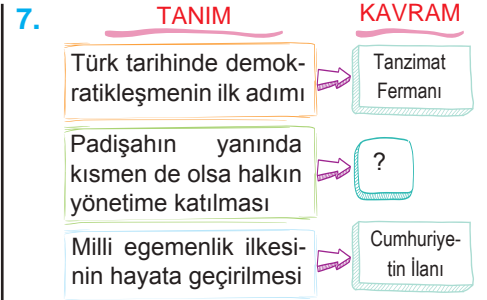 7.
TANIM
KAVRAM
Türk tarihinde demok-
ratikleşmenin ilk adımı
Tanzimat
Fermanı
Padişahın yanında
kısmen de olsa halkın
yönetime katılması
?
Milli egemenlik ilkesi-
nin hayata geçirilmesi
Cumhuriye-
tin İlanı